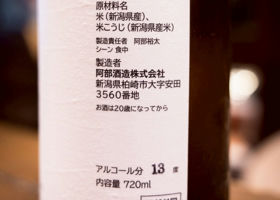 原材料名
米(新潟県産)、
米こうじ(新潟県産米)
製造責任者 阿部裕太
シーン 食中
製造者
阿部酒造株式会社
新潟県柏崎市大字安田
3560番地
お酒は20歳になってから
アルコール分 13 度
内容量 720ml